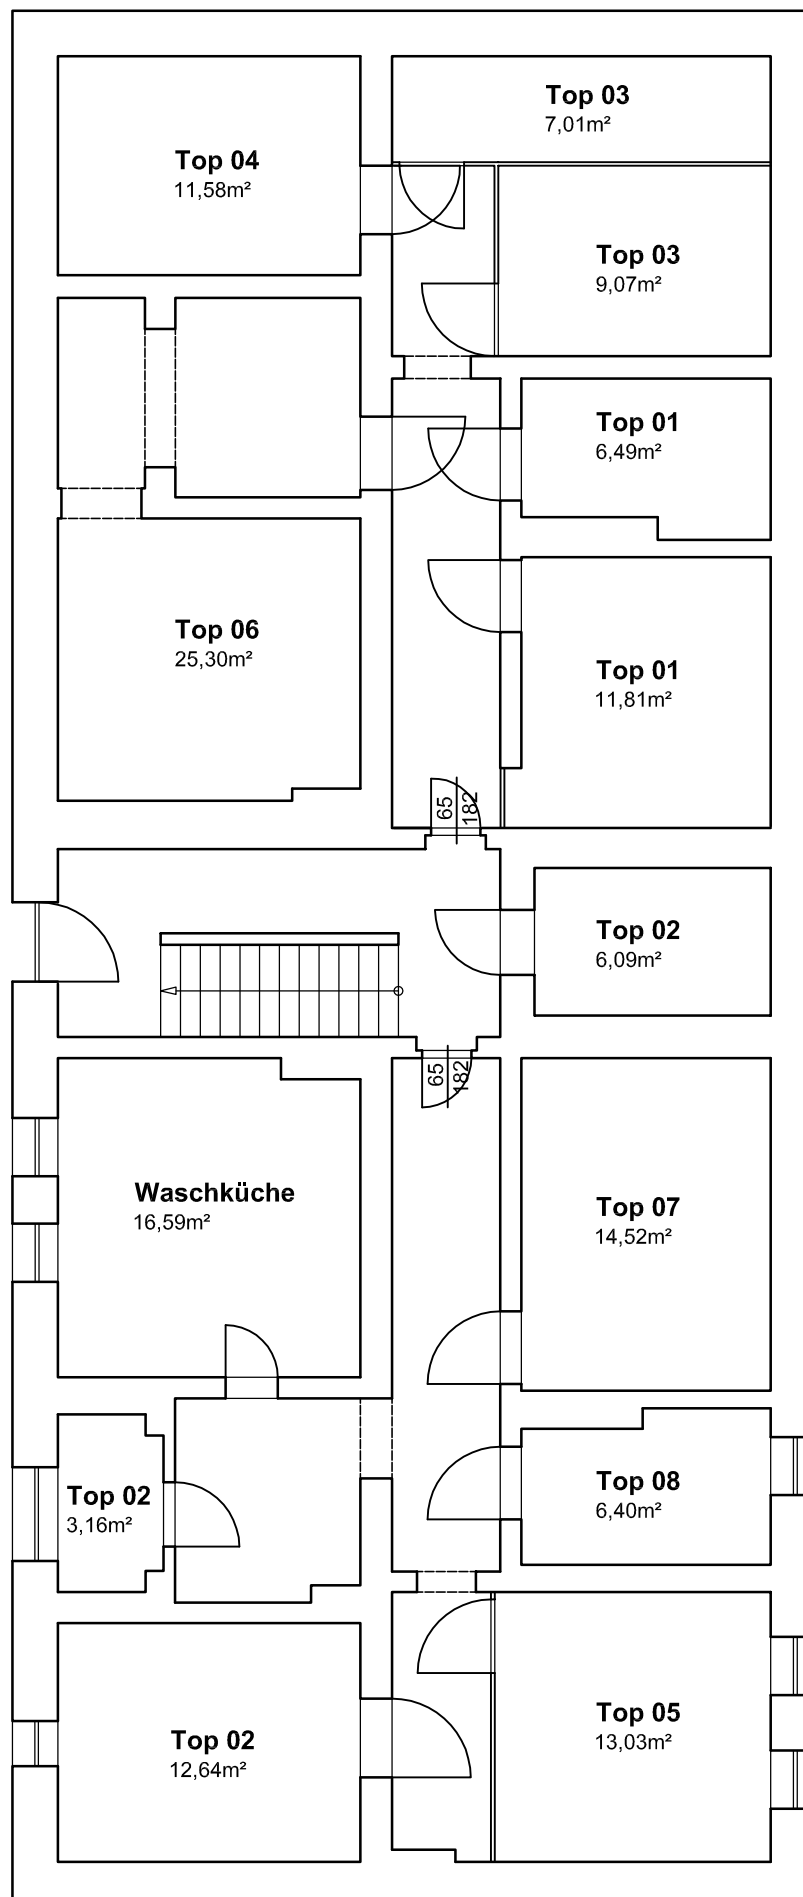 Top 03
7,01m²
Top 04
11,58m²
Top 03
9,07m²
Top 01
6,49m²
Top 06
25,30m²
Top 01
11,81m²
65
182
Top 02
6,09m²
65
182
Waschküche
16,59m²
Top 07
14,52m²
Top 02
3,16m²
Top 08
6,40m²
Top 05
13,03m²
Top 02
12,64m²